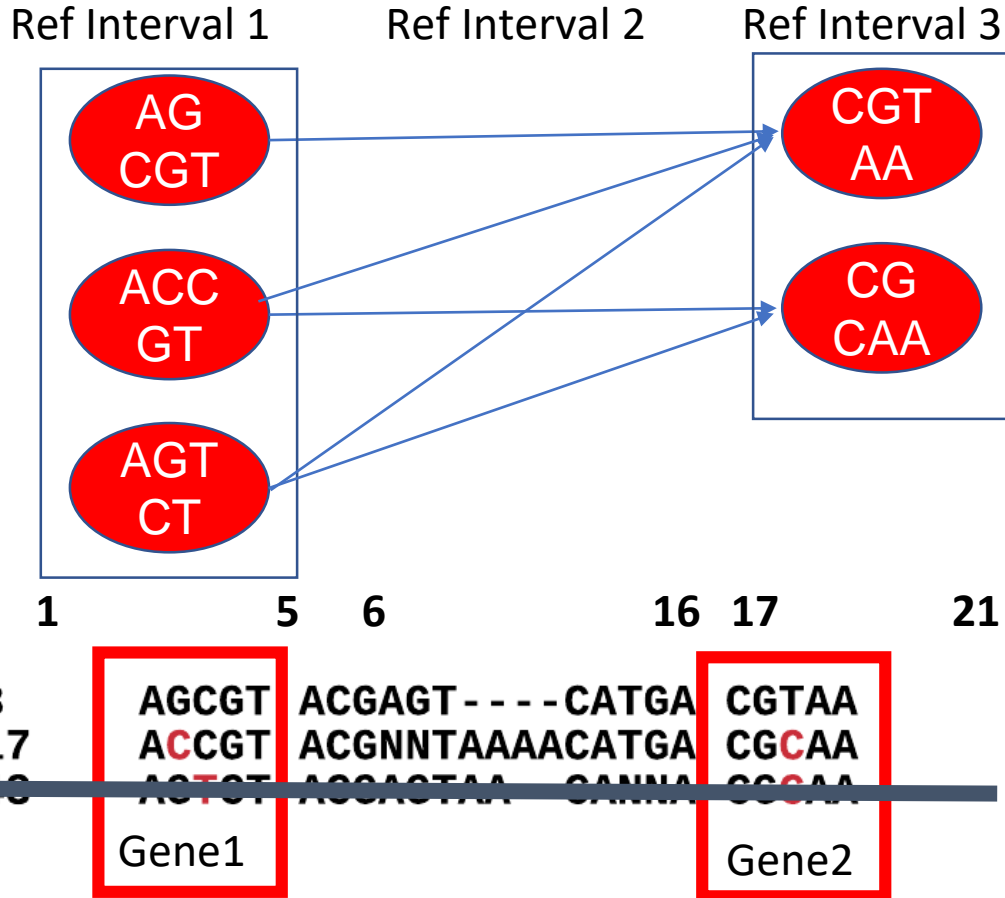 Ref Interval 1 Ref Interval 2 Ref Interval 3
AG
CGT
CGT
AA
ACC
GT
CG
CAA
AGT
CT
1 5 6 16 17 21
AGCGT ACGAGT----CATGA CGTAA
17 ACCGT ACGNNTAAAACATGA CGCAA
Gene1 Gene2